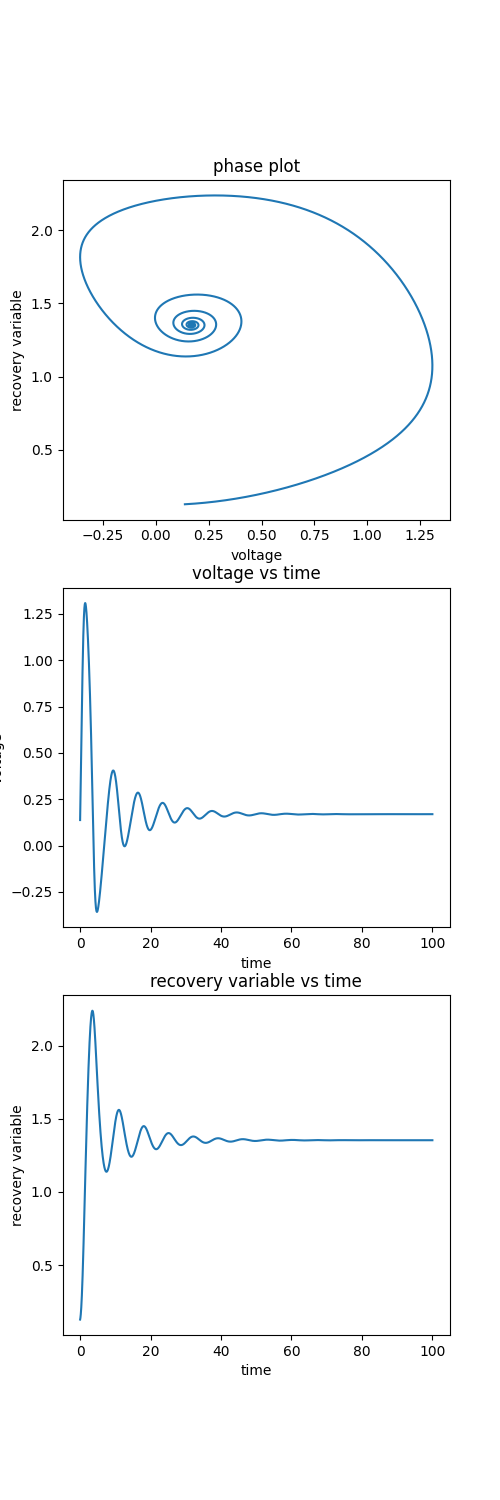 phase plot
2.0
1.5
1.0
0.5
recovery variable
−0.25 0.00 0.25 0.50 0.75 1.00 1.25
voltage
voltage vs time
1.25
1.00
0.75
0.50
0.25
0.00
−0.25
0 20 40 60 80 100
time
recovery variable vs time
2.0
1.5
1.0
0.5
recovery variable
0 20 40 60 80 100
time